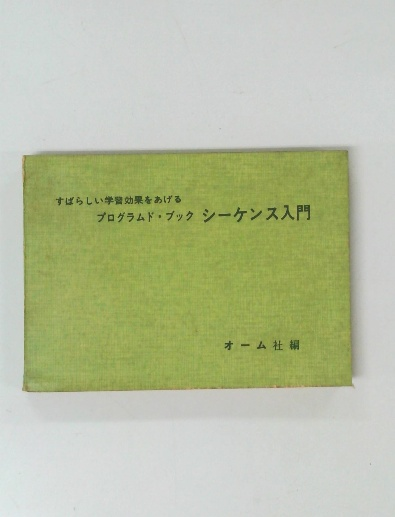 すばらしい学習効果をあげる
プログラムド・ブック シーケンス入門
オーム社編